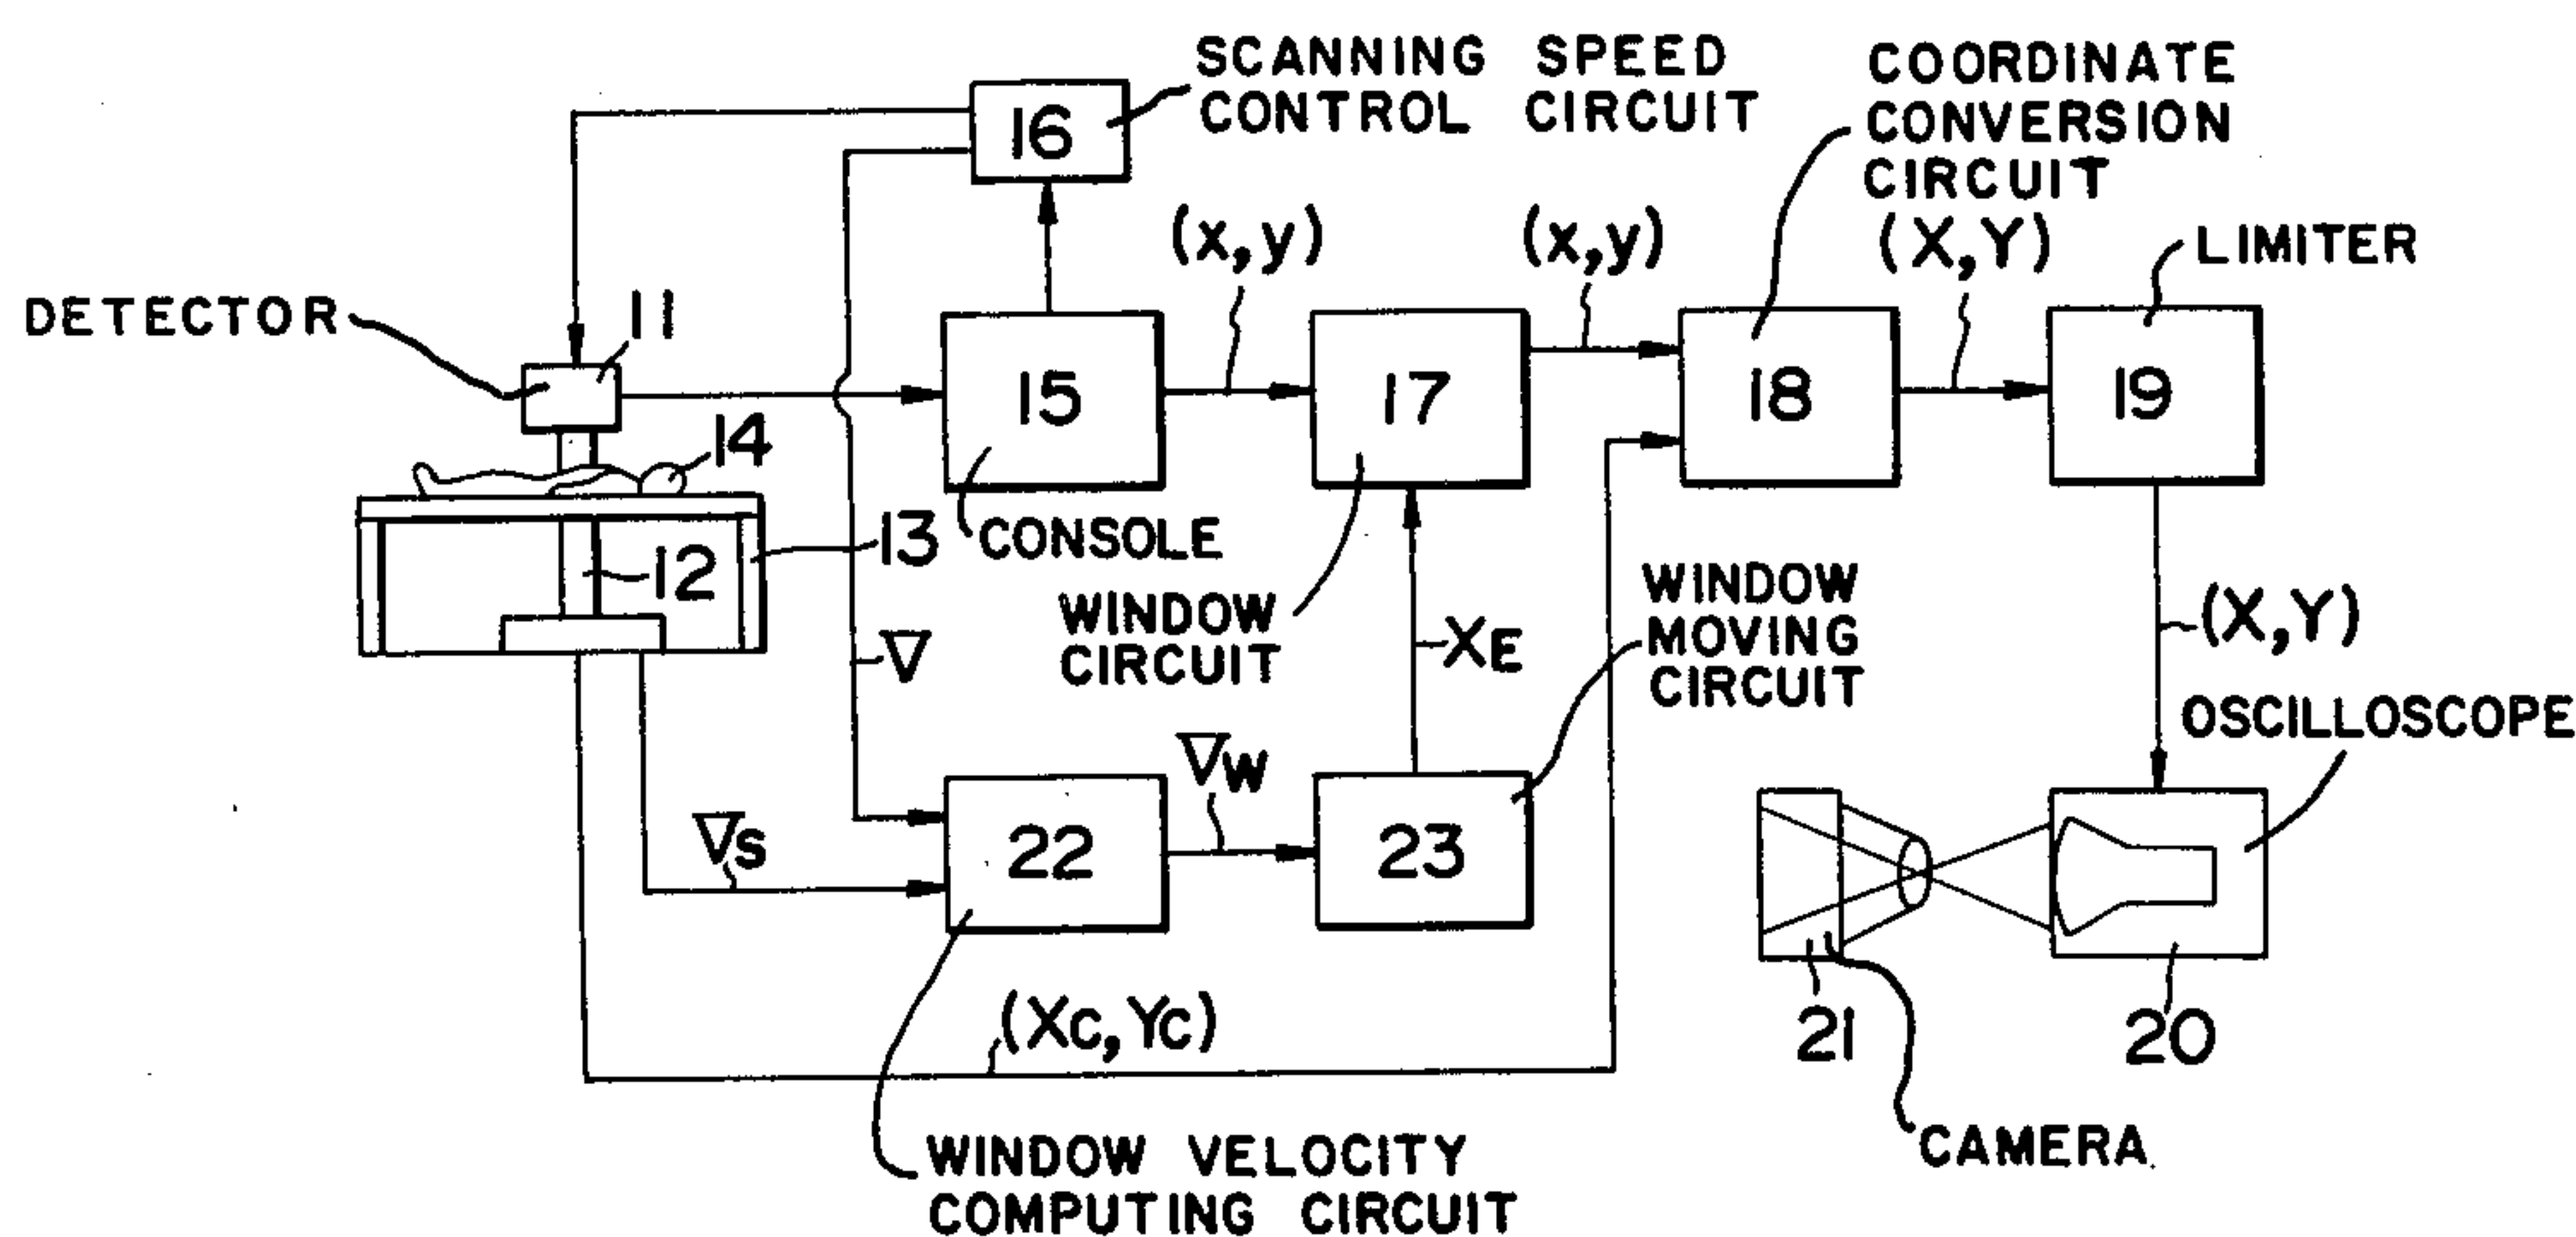 SCANNING SPEED
CONTROL CIRCUIT
COORDINATE
CONVERSION
CIRCUIT
16
(x,y)
(x,y)
(X,Y)
LIMITER
DETECTOR
11
15
17
18
19
14
CONSOLE
13
12
WINDOW
CIRCUIT
WINDOW
MOVING
CIRCUIT
V
XE
(X,Y)
OSCILLOSCOPE
VW
VS
22
23
(XC,YC)
21
20
CAMERA
WINDOW VELOCITY
COMPUTING CIRCUIT